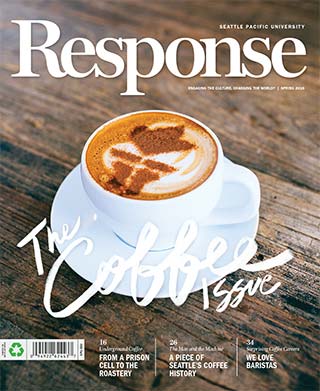 SEATTLE PACIFIC UNIVERSITY
Response
ENGAGING THE CULTURE, CHANGING THE WORLD® | SPRING 2016
The
Coffee
Issue
16
Underground Coffee
FROM A PRISON
CELL TO THE
ROASTERY
26
The Man and the Machine
A PIECE OF
SEATTLE'S COFFEE
HISTORY
34
Surprising Coffee Careers
WE LOVE
BARISTAS